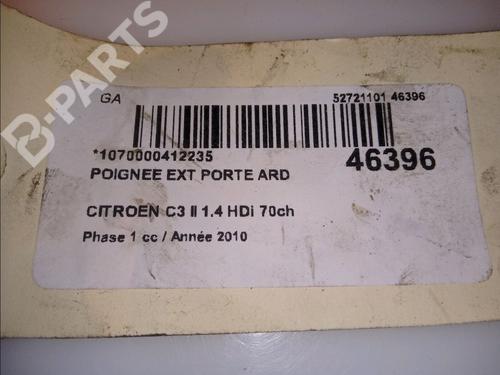 B-PARTS
GA
52721101 46396
*1070000412235
46396
POIGNEE EXT PORTE ARD
CITROEN C3 II 1.4 HDi 70ch
Phase 1 cc / Année 2010
B-PARTS